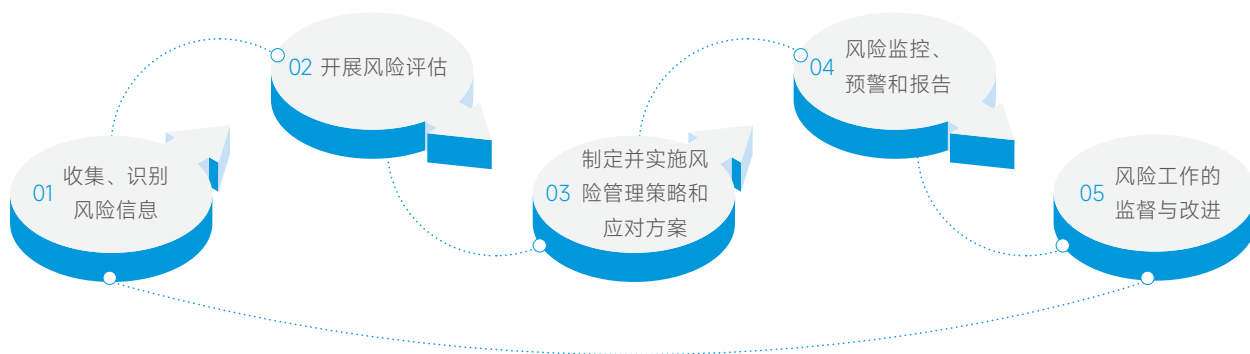 01
收集、识别
风险信息
02 开展风险评估
03
制定并实施风
险管理策略和
应对方案
04
风险监控、
预警和报告
05
风险工作的
监督与改进